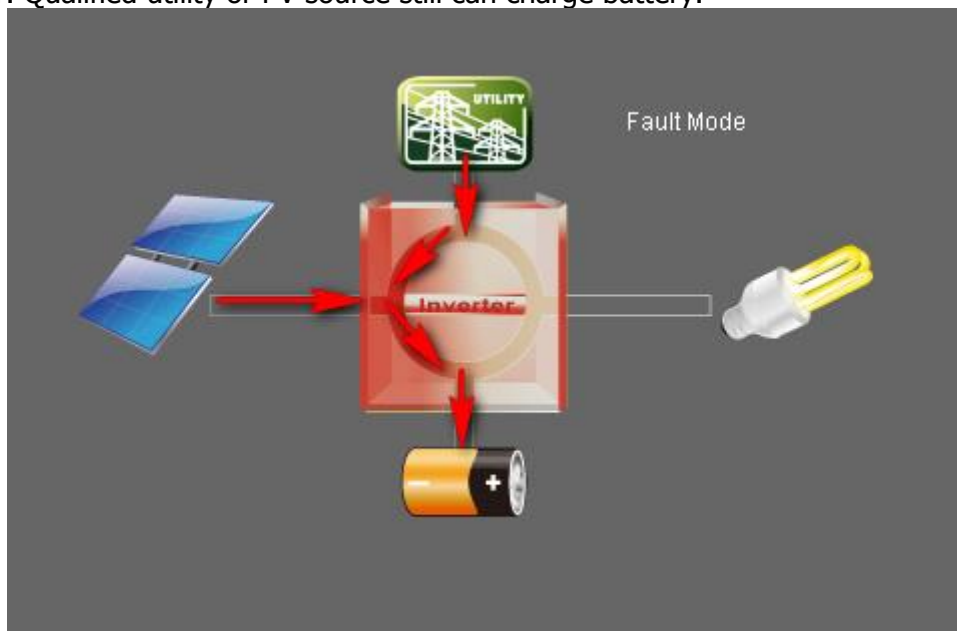 . Qualified utility or PV source still can charge battery.
UTILITY
Fault Mode
Inverter
+